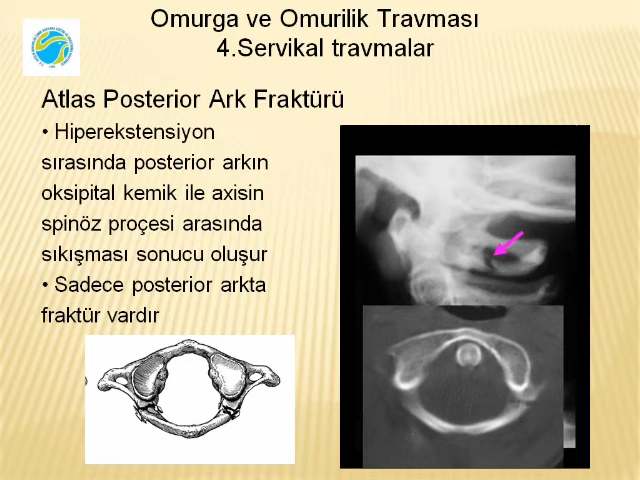 Omurga ve Omurilik Travması
4.Servikal travmalar
Atlas Posterior Ark Fraktürü
• Hiperekstensiyon
sırasında posterior arkın
oksipital kemik ile axisin
spinöz proçesi arasında
sıkışması sonucu oluşur
• Sadece posterior arkta
fraktür vardır